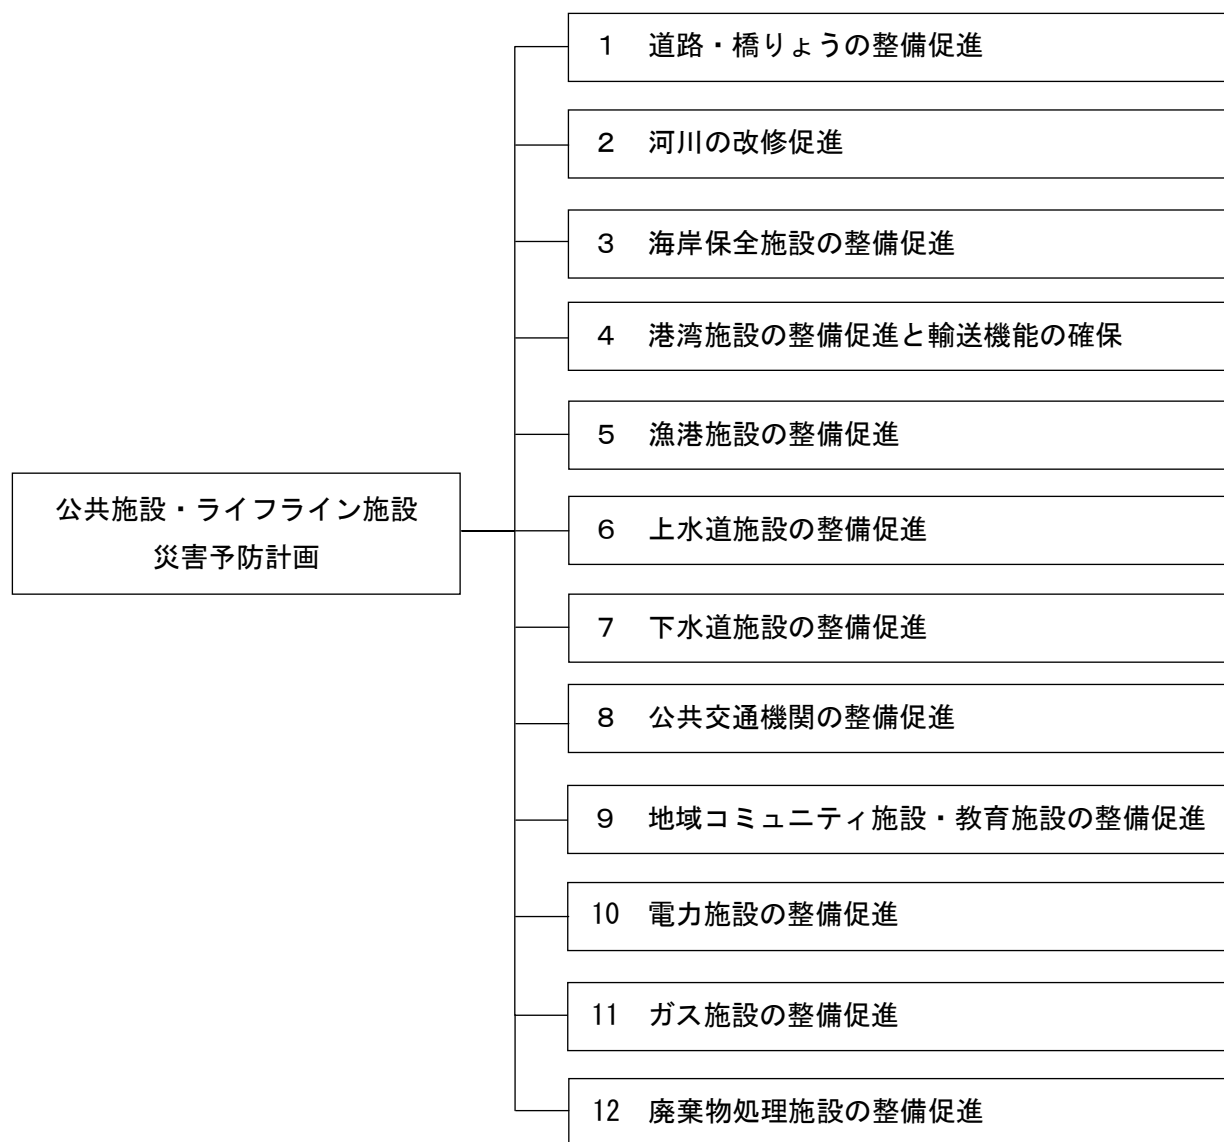 1 道路・橋りょうの整備促進
2 河川の改修促進
3 海岸保全施設の整備促進
4 港湾施設の整備促進と輸送機能の確保
5 漁港施設の整備促進
公共施設・ライフライン施設
災害予防計画
6 上水道施設の整備促進
7 下水道施設の整備促進
8 公共交通機関の整備促進
9 地域コミュニティ施設・教育施設の整備促進
10 電力施設の整備促進
11 ガス施設の整備促進
12 廃棄物処理施設の整備促進